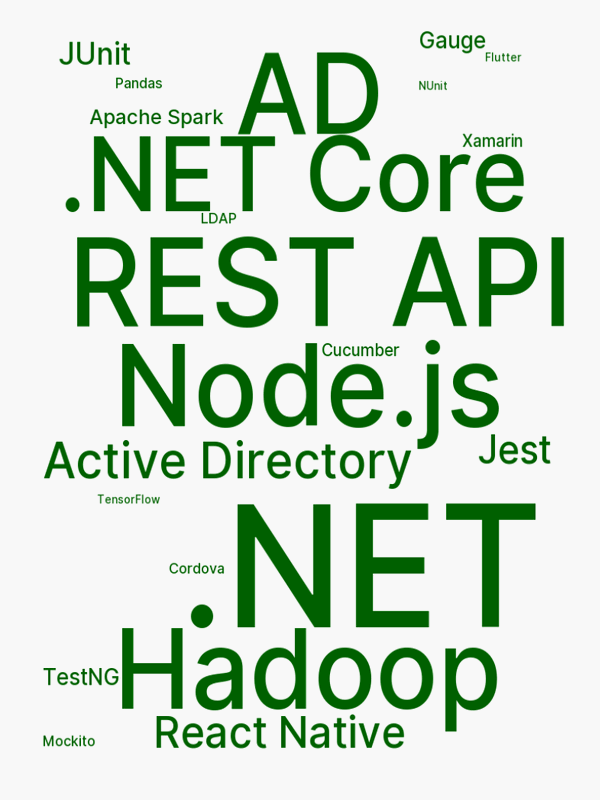 JUnit
Gauge
Flutter
Pandas
NUnit
AD
Apache Spark
Xamarin
.NET Core
LDAP
REST API
Cucumber
Node.js
Jest
Active Directory
TensorFlow
.NET
Cordova
Hadoop
TestNG
React Native
Mockito